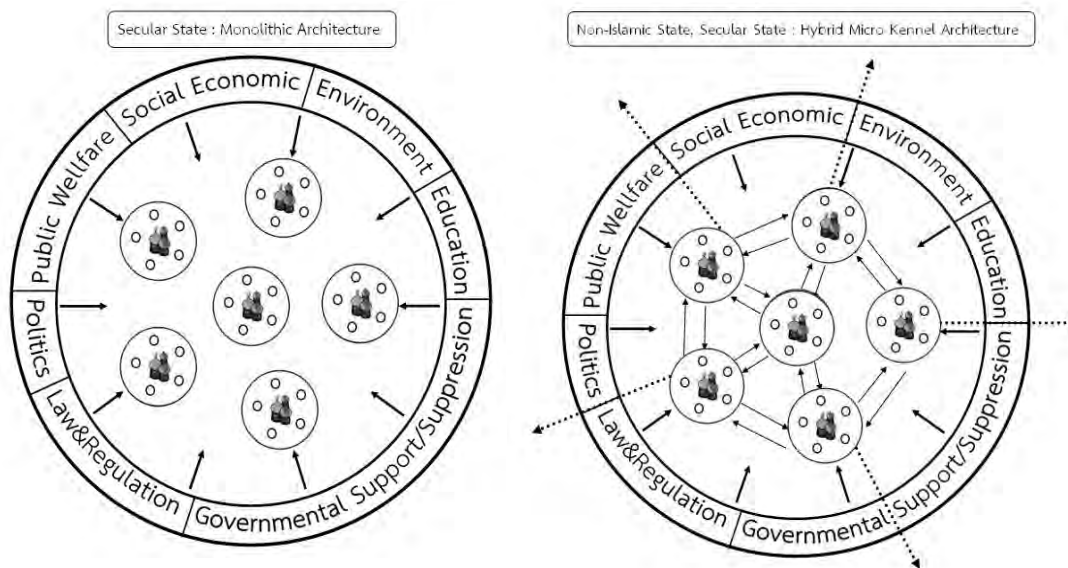 Secular State : Monolithic Architecture
Social Economic
Environment
Education
Governmental Support/Suppression
Law&Regulation
Politics
Public Wellfare
Non-Islamic State, Secular State : Hybrid Micro Kennel Architecture
Social Economic
Environment
Education
Governmental Support/Suppression
Law&Regulation
Politics
Public Wellfare